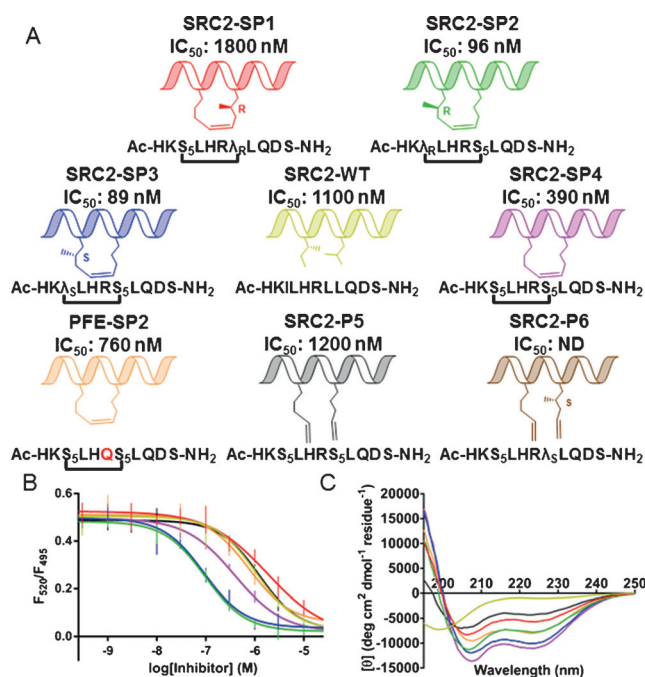 A
SRC2-SP1 SRC2-SP2
IC50: 1800 nM IC50: 96 nM
R R
Ac-HKS5LHRλRLQDS-NH2 Ac-HKλRLHRS5LQDS-NH2
SRC2-SP3 SRC2-WT SRC2-SP4
IC50: 89 nM IC50: 1100 nM IC50: 390 nM
S
Ac-HKλSLHRS5LQDS-NH2 Ac-HKILHRLLQDS-NH2 Ac-HKS5LHRS5LQDS-NH2
PFE-SP2 SRC2-P5 SRC2-P6
IC50: 760 nM IC50: 1200 nM IC50: ND
S
Ac-HKS5LHQS5LQDS-NH2 Ac-HKS5LHRS5LQDS-NH2 Ac-HKS5LHRλSLQDS-NH2
B
F520/F495
0.6
0.4
0.2
0.0
-9 -8 -7 -6 -5
log[Inhibitor] (M)
C
[θ] (deg cm2 dmol-1 residue-1)
20000
15000
10000
5000
0
-5000
-10000
-15000
200 210 220 230 240 250
Wavelength (nm)